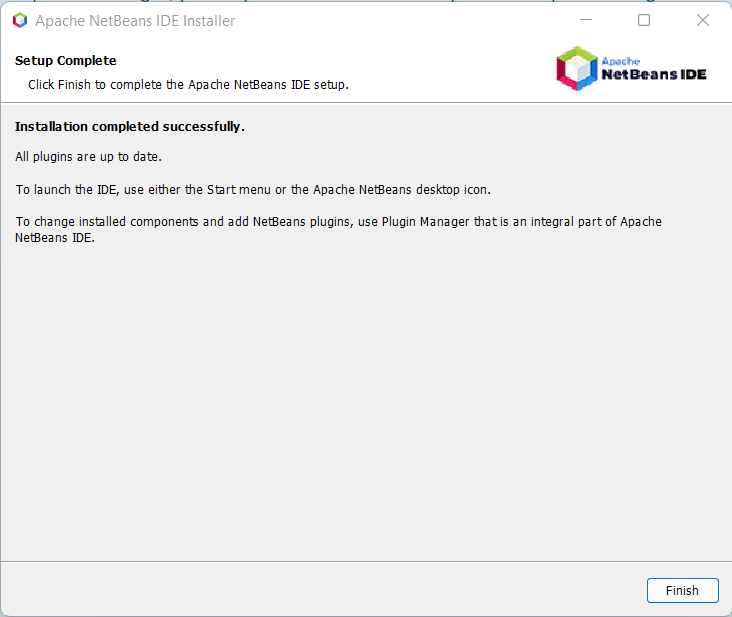 Apache NetBeans IDE Installer
Setup Complete
Click Finish to complete the Apache NetBeans IDE setup.
Apache
NetBeans IDE
Installation completed successfully.
All plugins are up to date.
To launch the IDE, use either the Start menu or the Apache NetBeans desktop icon.
To change installed components and add NetBeans plugins, use Plugin Manager that is an integral part of Apache
NetBeans IDE.
Finish